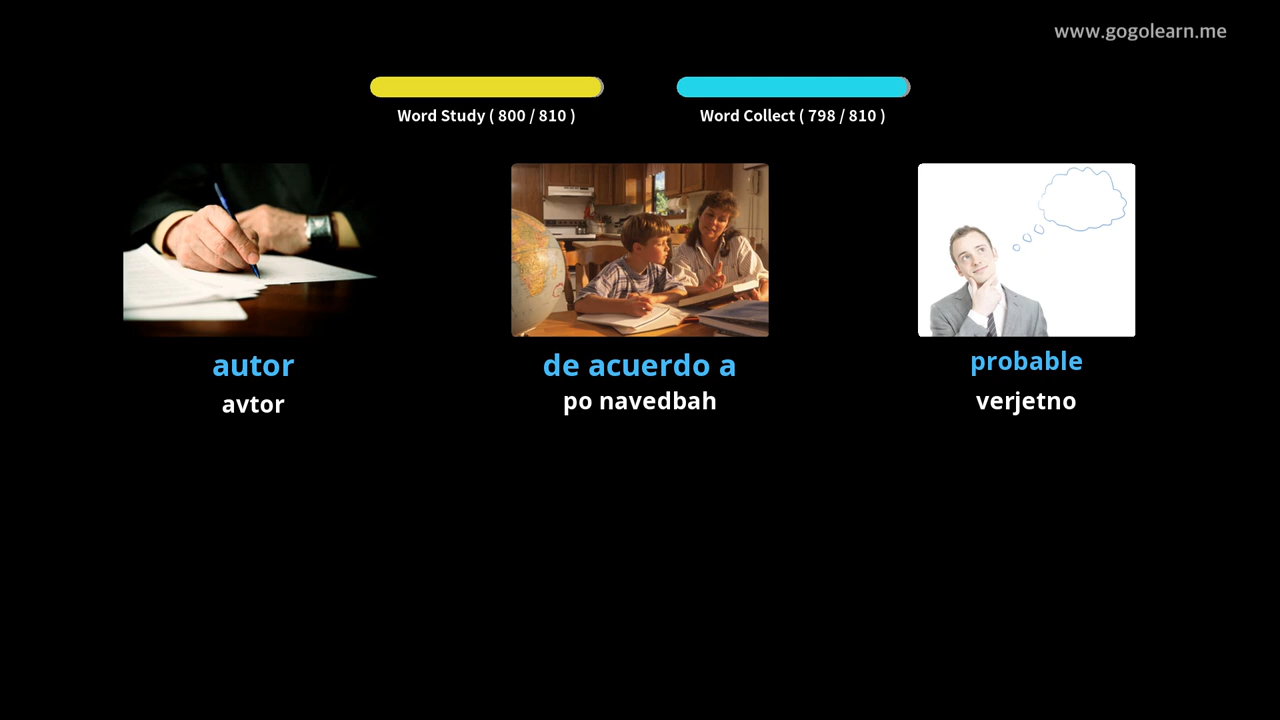 www.gogolearn.me
Word Study ( 800 / 810 )
Word Collect ( 798 / 810 )
autor
avtor
de acuerdo a
po navedbah
probable
verjetno